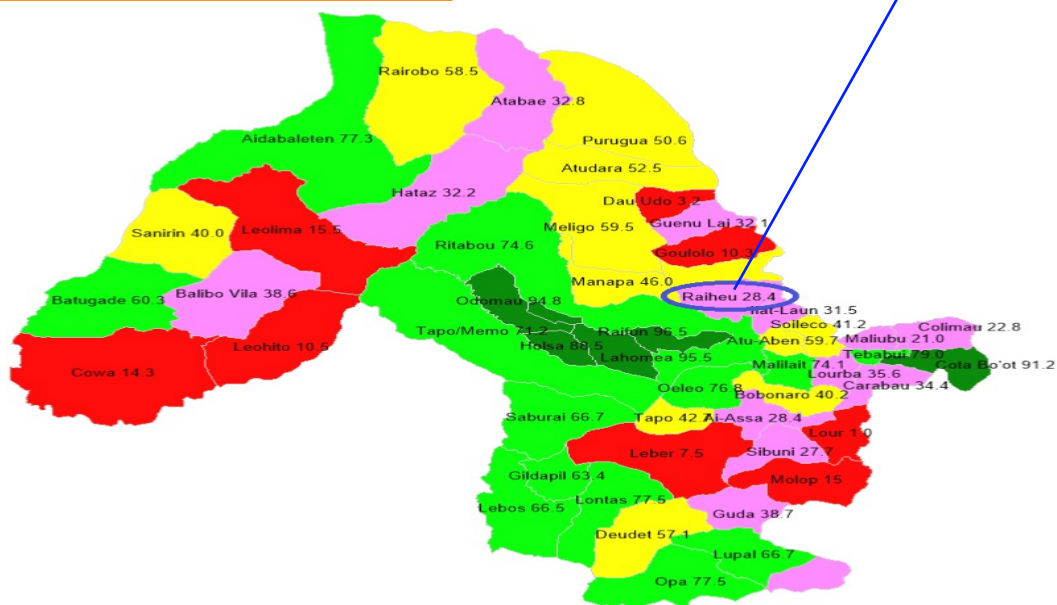 Rairobo 58.5
Atabae 32.8
Aidabaleten 77.3
Purugua 50.6
Atudara 52.5
Hataz 32.2
Dau Udo 3.2
Guenu Lai 32.1
Sanirin 40.0
Leolima 15.5
Meligo 59.5
Ritabou 74.6
Goulolo 10.3
Manapa 46.0
Batugade 60.3
Balibo Vila 38.6
Odomau 94.8
Raiheu 28.4
Ilat-Laun 31.5
Soileco 41.2
Colimau 22.8
Tapo/Memo 71.2
Raifun 96.5
Atu-Aben 59.7
Maliubu 21.0
Leohito 10.5
Holsa 88.5
Lahomea 95.5
Tebabui 79.0
Cota Bo'ot 91.2
Cowa 14.3
Malilait 74.1
Lourba 35.6
Carabau 34.4
Oeleo 76.8
Bobonaro 40.2
Saburai 66.7
Tapo 42.7
Ai-Assa 28.4
Lour 1.0
Leber 7.5
Sibuni 27.7
Gildapil 63.4
Molop 15
Lebos 66.5
Lontas 77.5
Guda 38.7
Deudet 57.1
Lupal 66.7
Opa 77.5